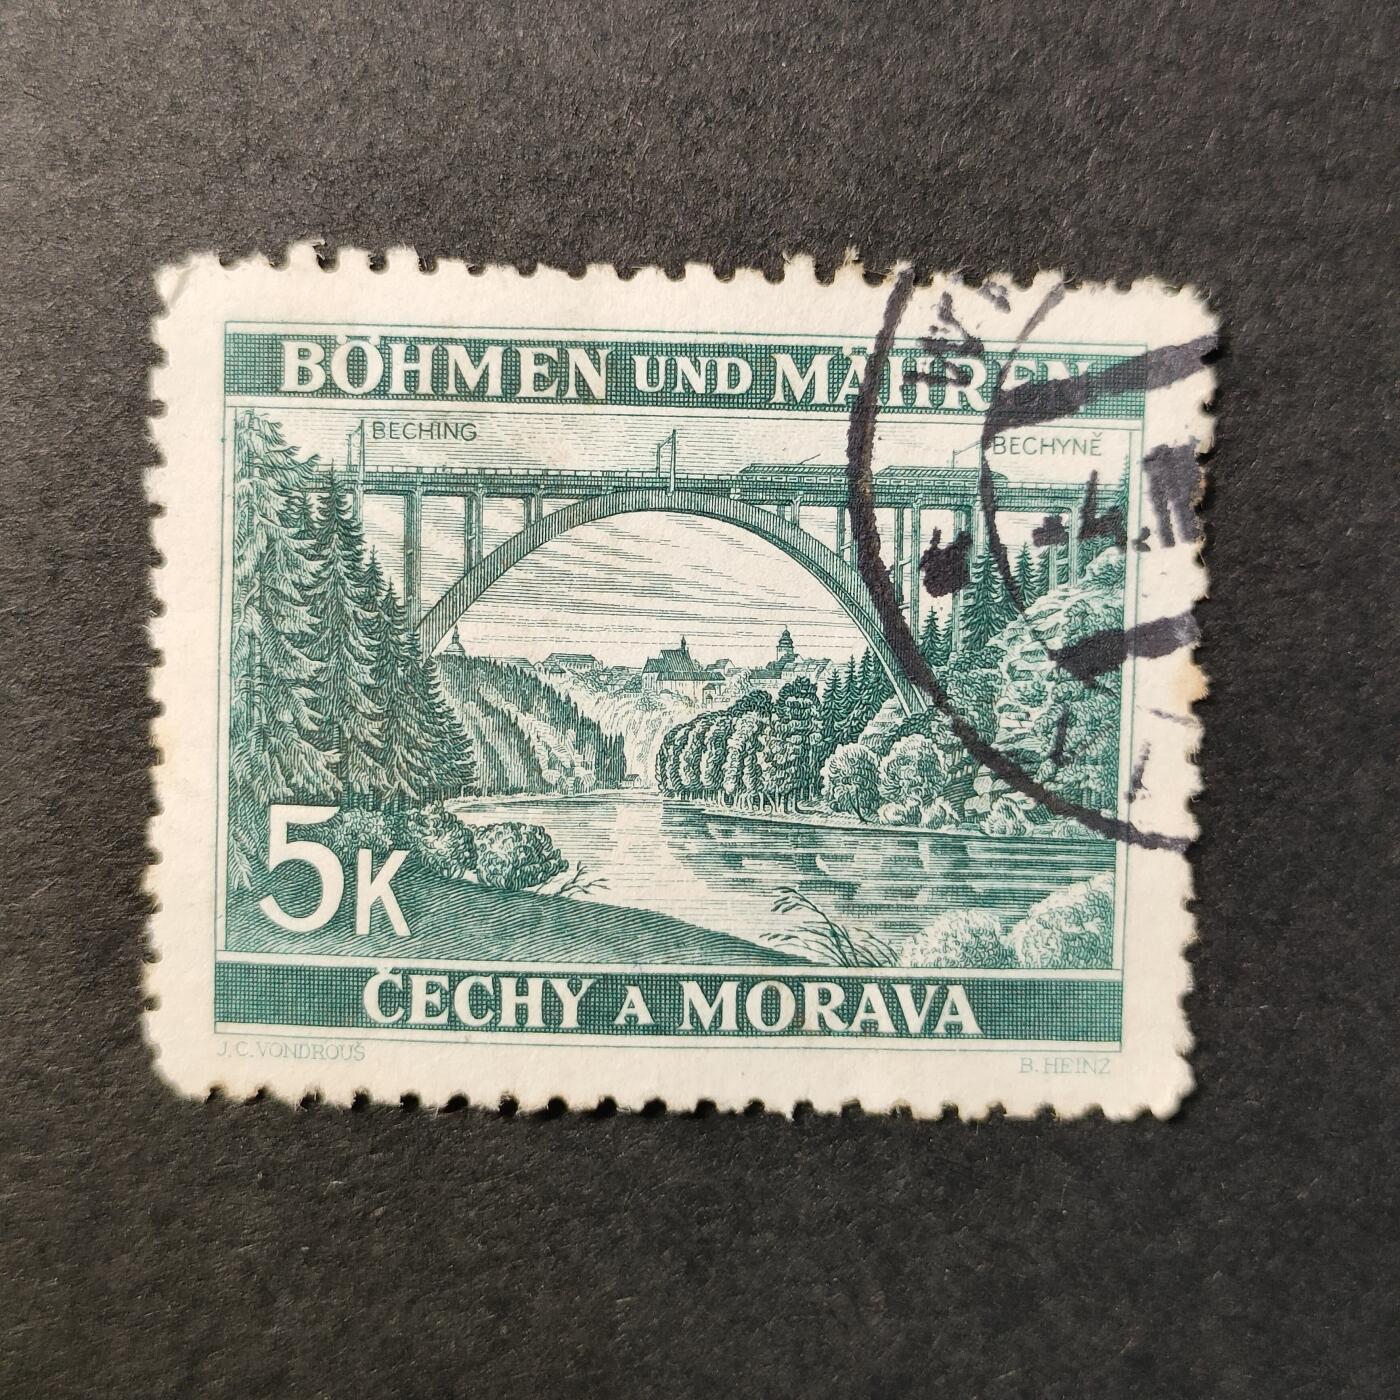 BÖHMEN UND MÄHREN
BECHING
BECHYNĚ
5K
ČECHY A MORAVA
J.C.VONDROUŠ
B. HEINZ